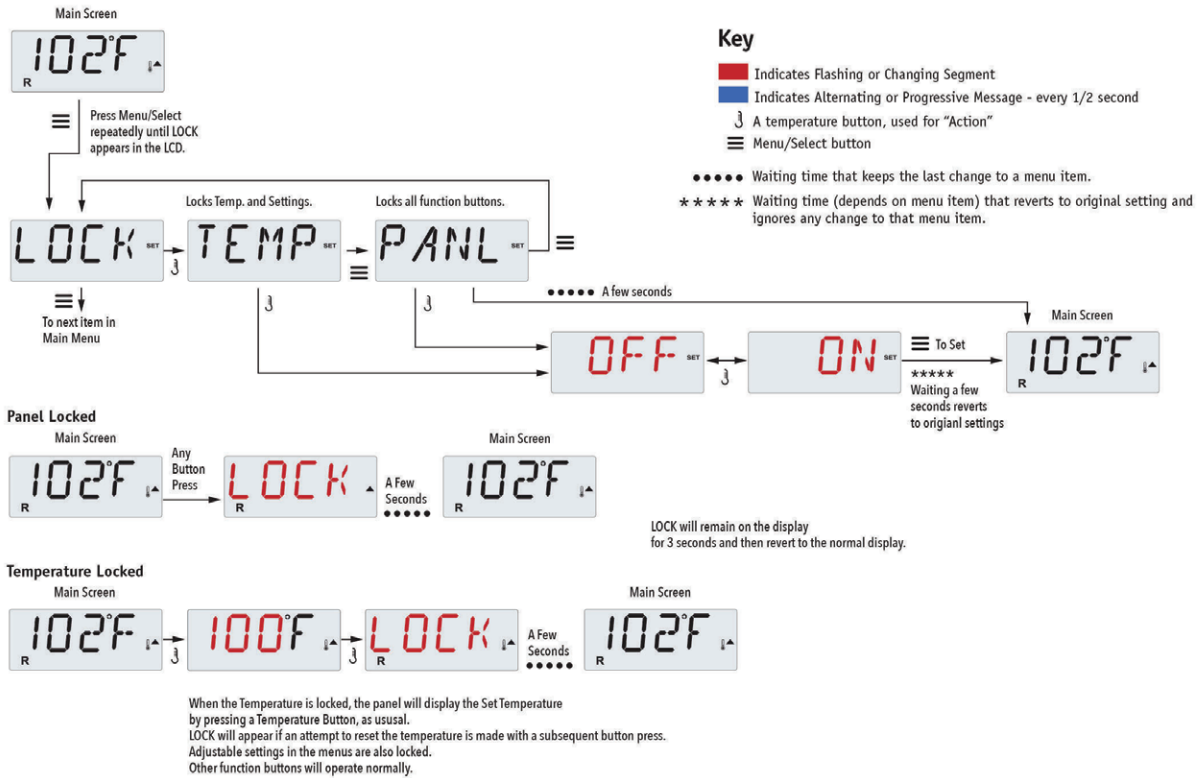 Main Screen
102°F
R
Press Menu/Select
repeatedly until LOCK
appears in the LCD.
Key
Indicates Flashing or Changing Segment
Indicates Alternating or Progressive Message - every 1/2 second
A temperature button, used for “Action”
Menu/Select button
••••• Waiting time that keeps the last change to a menu item.
***** Waiting time (depends on menu item) that reverts to original setting and
ignores any change to that menu item.
Locks Temp. and Settings.
Locks all function buttons.
LOCK SET
TEMP SET
PANL SET
To next item in
Main Menu
••••• A few seconds
Main Screen
OFF SET
ON SET
To Set
*****
Waiting a few
seconds reverts
to origianl settings
102°F
R
Panel Locked
Main Screen
102°F
R
Any
Button
Press
LOCK
R
A Few
Seconds
•••••
Main Screen
102°F
R
LOCK will remain on the display
for 3 seconds and then revert to the normal display.
Temperature Locked
Main Screen
102°F
R
100°F
LOCK
R
A Few
Seconds
•••••
Main Screen
102°F
R
When the Temperature is locked, the panel will display the Set Temperature
by pressing a Temperature Button, as ususal.
LOCK will appear if an attempt to reset the temperature is made with a subsequent button press.
Adjustable settings in the menus are also locked.
Other function buttons will operate normally.